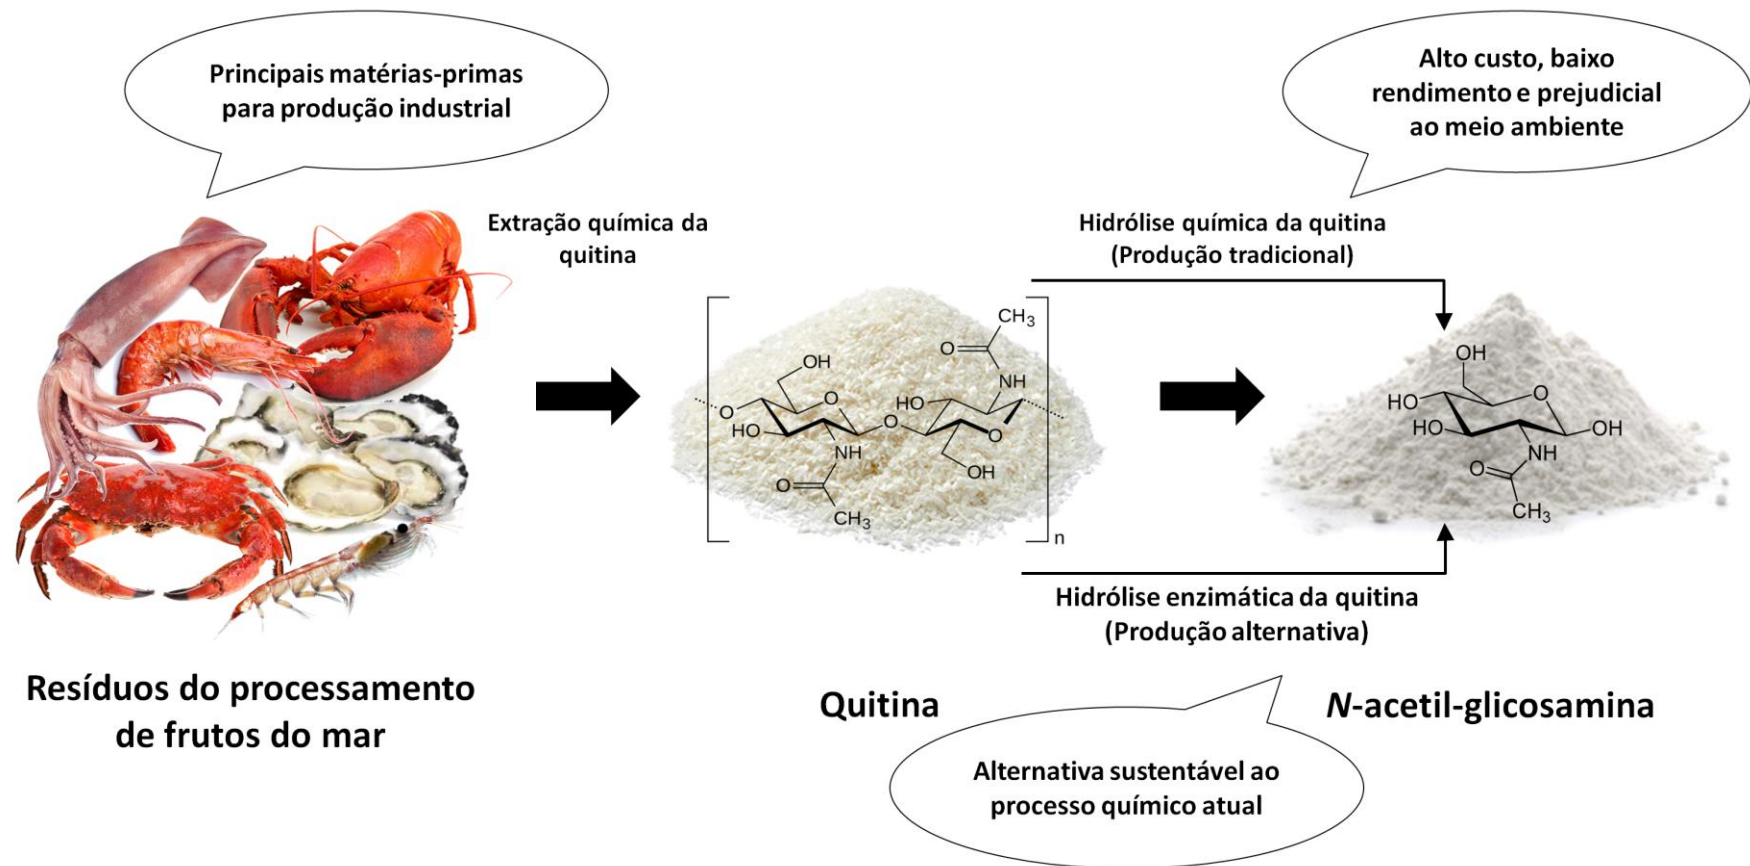 Principais matérias-primas
para produção industrial
Alto custo, baixo
rendimento e prejudicial
ao meio ambiente
Extração química da
quitina
Hidrólise química da quitina
(Produção tradicional)
CH3
O
NH
OH
O
HO
O
HO
O
O
NH
OH
O
CH3
n
OH
O
HO
HO
OH
NH
O
CH3
Hidrólise enzimática da quitina
(Produção alternativa)
Resíduos do processamento
de frutos do mar
Quitina
N-acetil-glicosamina
Alternativa sustentável ao
processo químico atual